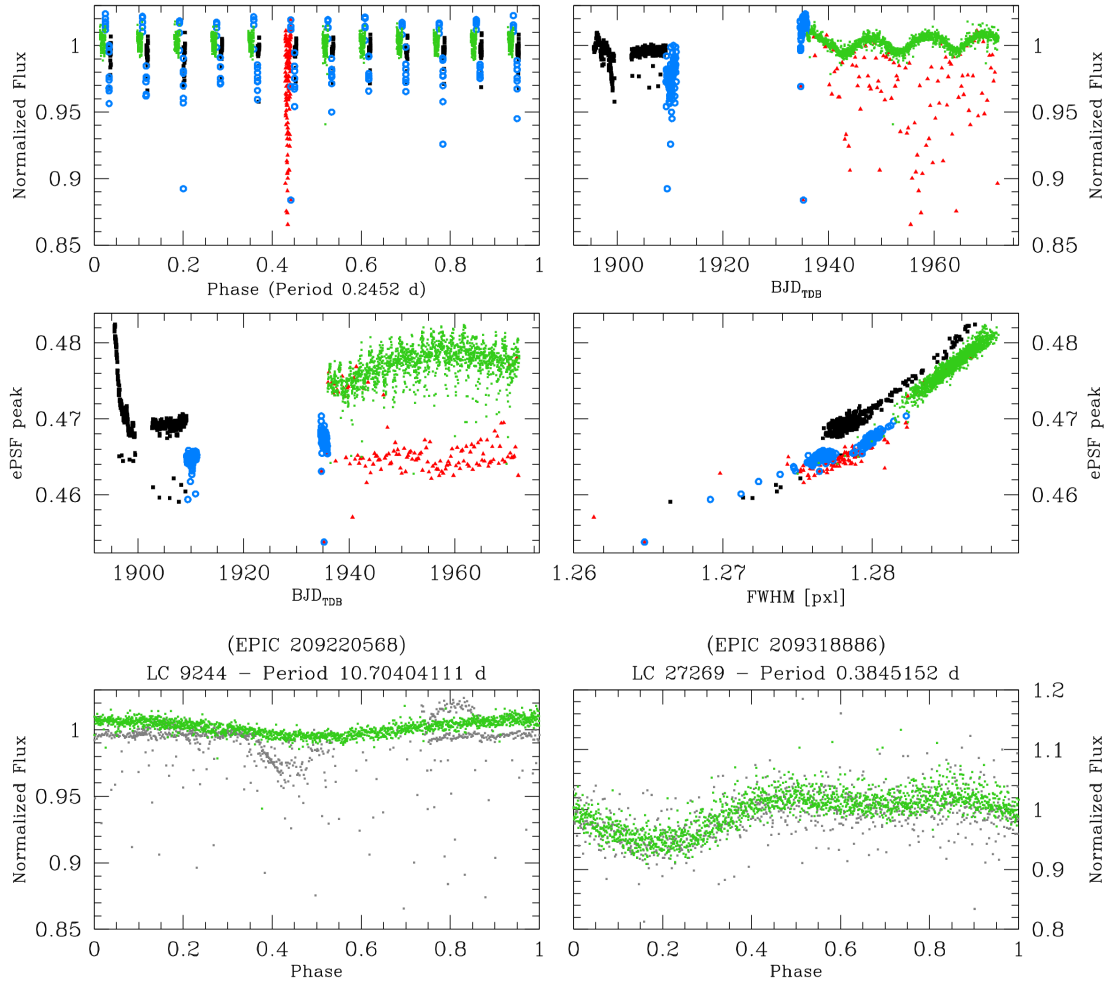 1
0.95
0.9
0.85
Normalized Flux
0 0.2 0.4 0.6 0.8 1
Phase (Period 0.2452 d)
1
0.95
0.9
0.85
Normalized Flux
1900 1920 1940 1960
BJD_TDB
0.48
0.47
0.46
ePSF peak
1900 1920 1940 1960
BJD_TDB
0.48
0.47
0.46
ePSF peak
1.26 1.27 1.28
FWHM [pxl]
(EPIC 209220568)
LC 9244 – Period 10.70404111 d
1
0.95
0.9
0.85
Normalized Flux
0 0.2 0.4 0.6 0.8 1
Phase
(EPIC 209318886)
LC 27269 – Period 0.3845152 d
1.2
1.1
1
0.9
0.8
Normalized Flux
0 0.2 0.4 0.6 0.8 1
Phase